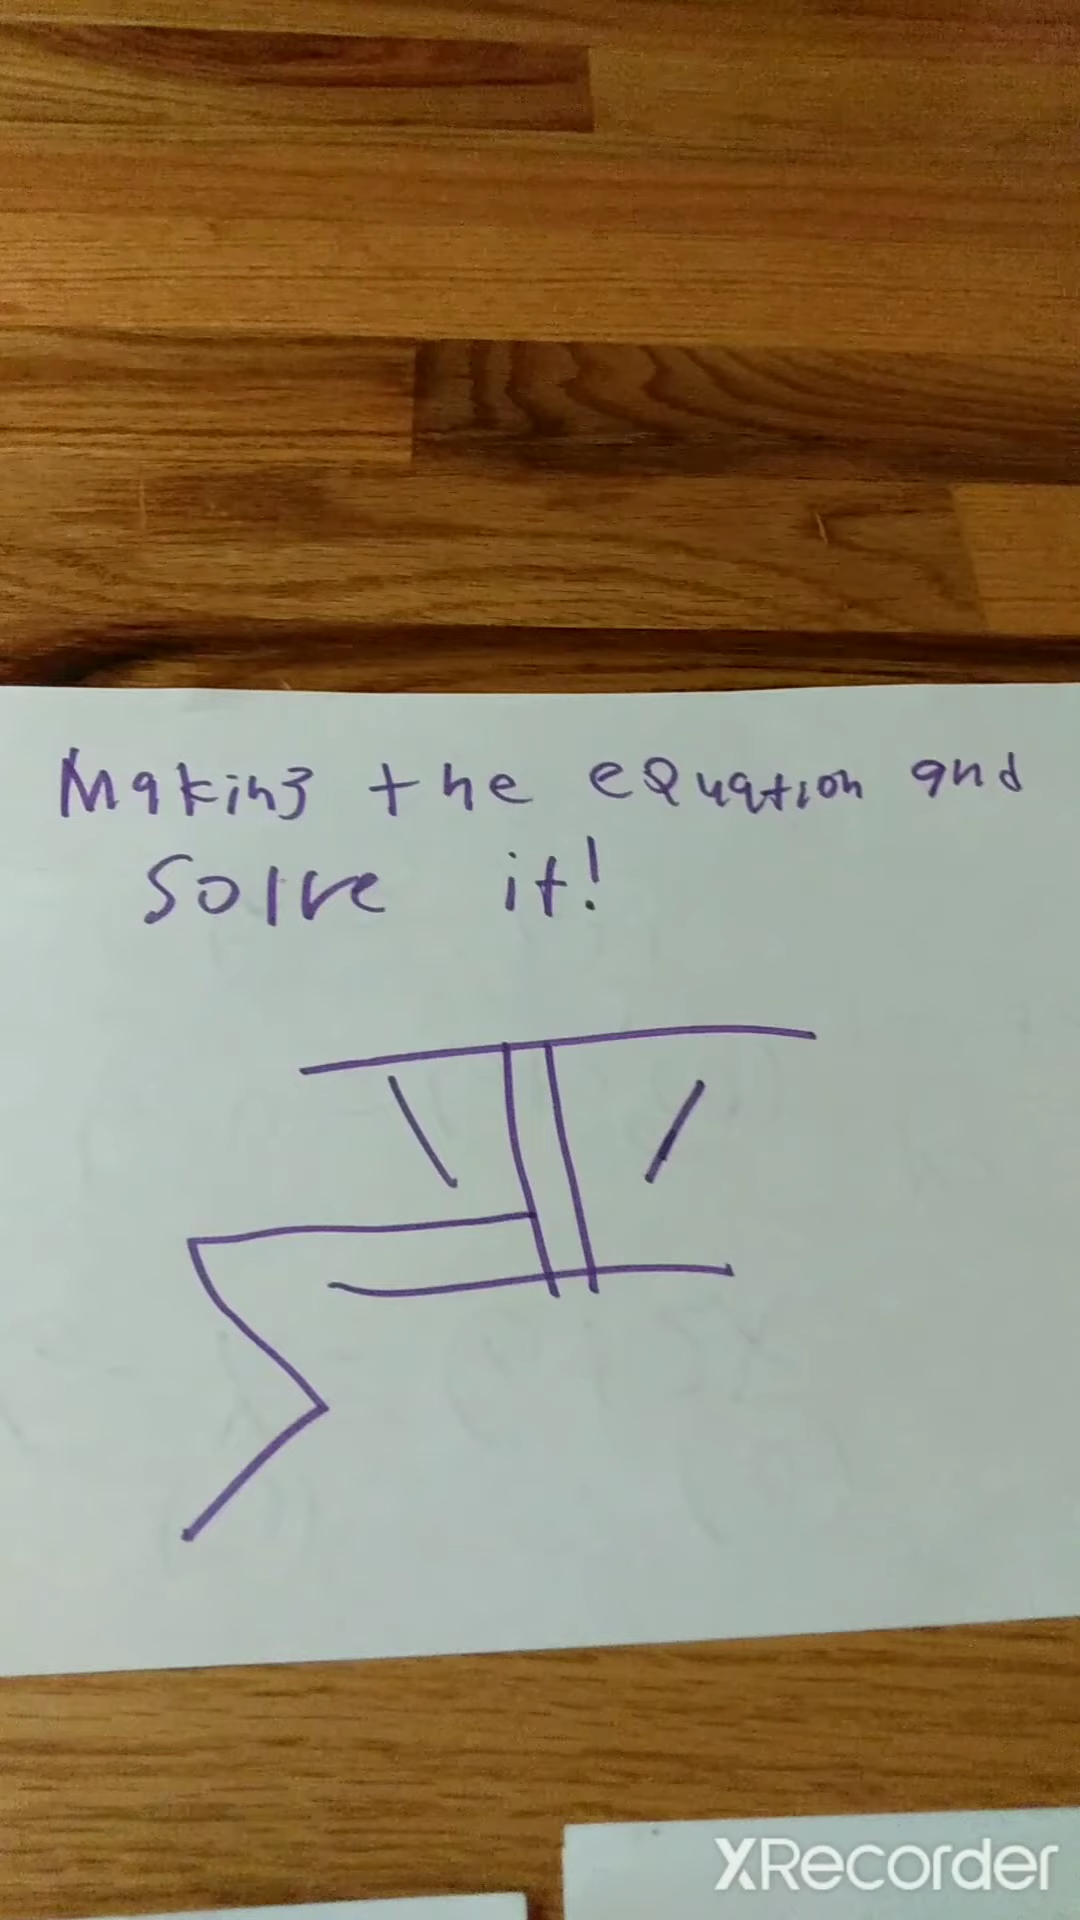 Making the equation and
solve it!
XRecorder